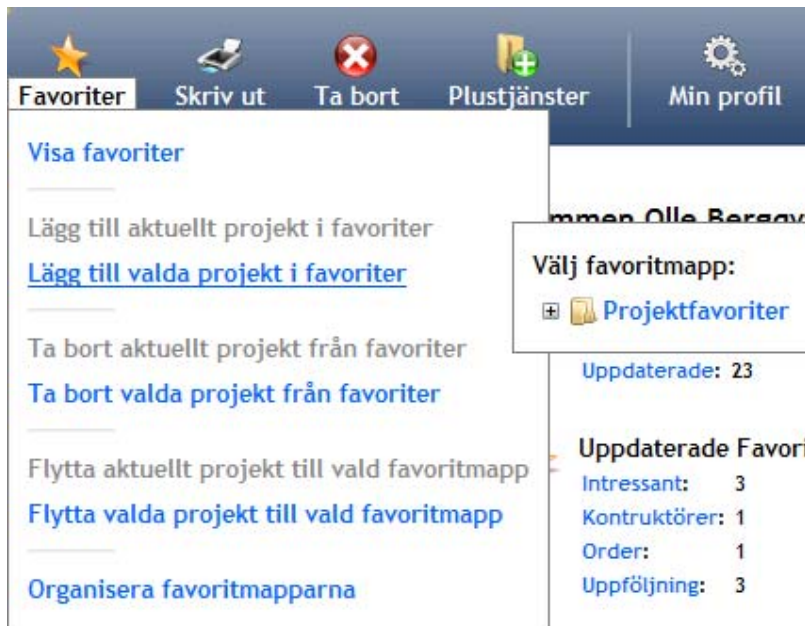 Favoriter
Skriv ut
Ta bort
Plustjänster
Min profil
Visa favoriter
Lägg till aktuellt projekt i favoriter
Lägg till valda projekt i favoriter
Ta bort aktuellt projekt från favoriter
Ta bort valda projekt från favoriter
Flytta aktuellt projekt till vald favoritmapp
Flytta valda projekt till vald favoritmapp
Organisera favoritmapparna
mmen Olle
Välj favoritmapp:
Projektfavoriter
Uppdaterade: 23
Uppdaterade Favori
Intressant: 3
Kontruktörer: 1
Order: 1
Uppföljning: 3